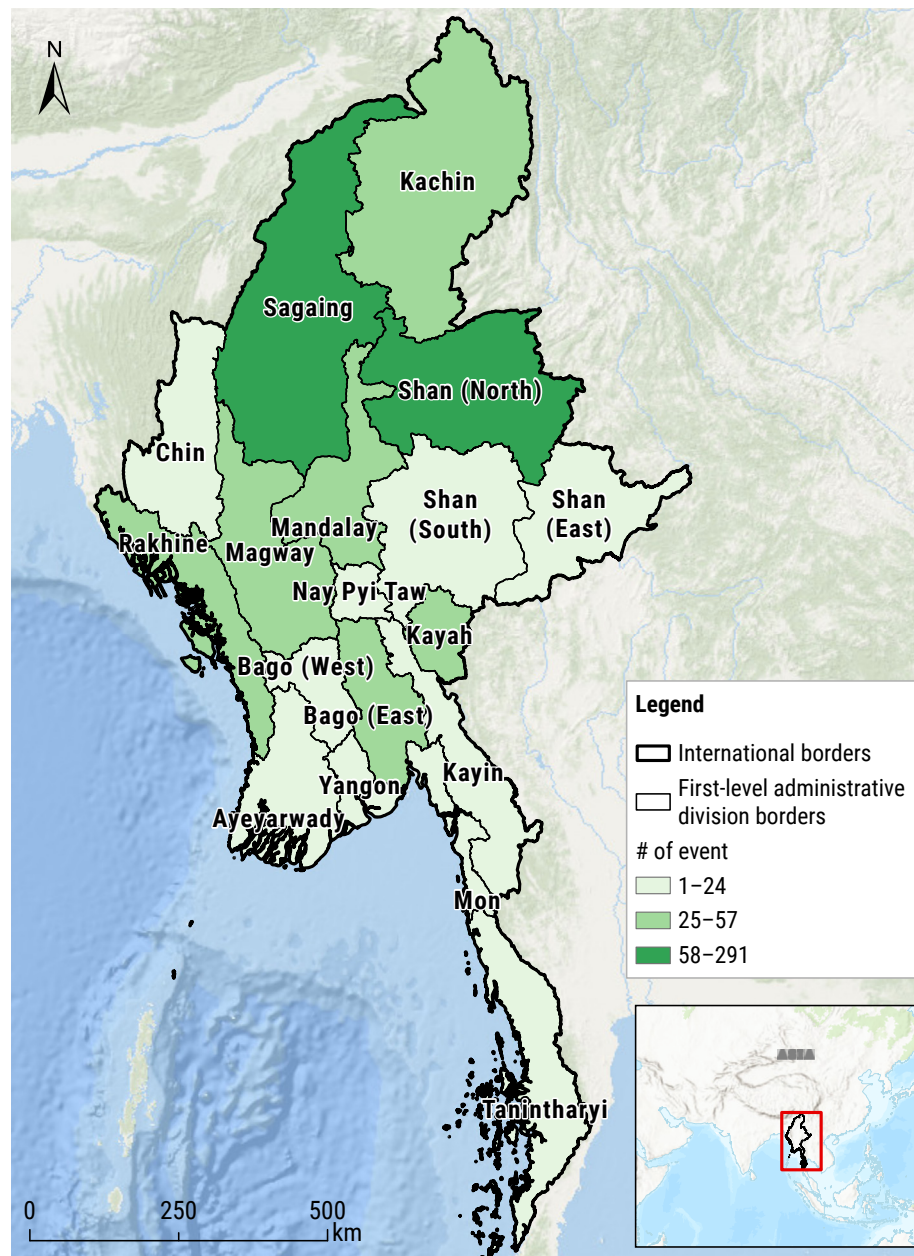 N
Kachin
Sagaing
Shan (North)
Chin
Shan
(South)
Shan
(East)
Mandalay
Rakhine
Magway
Nay Pyi Taw
Kayah
Bago (West)
Bago (East)
Kayin
Yangon
Ayeyarwady
Mon
Tanintharyi
Legend
International borders
First-level administrative
division borders
# of event
1–24
25–57
58–291
ASIA
0 250 500
km